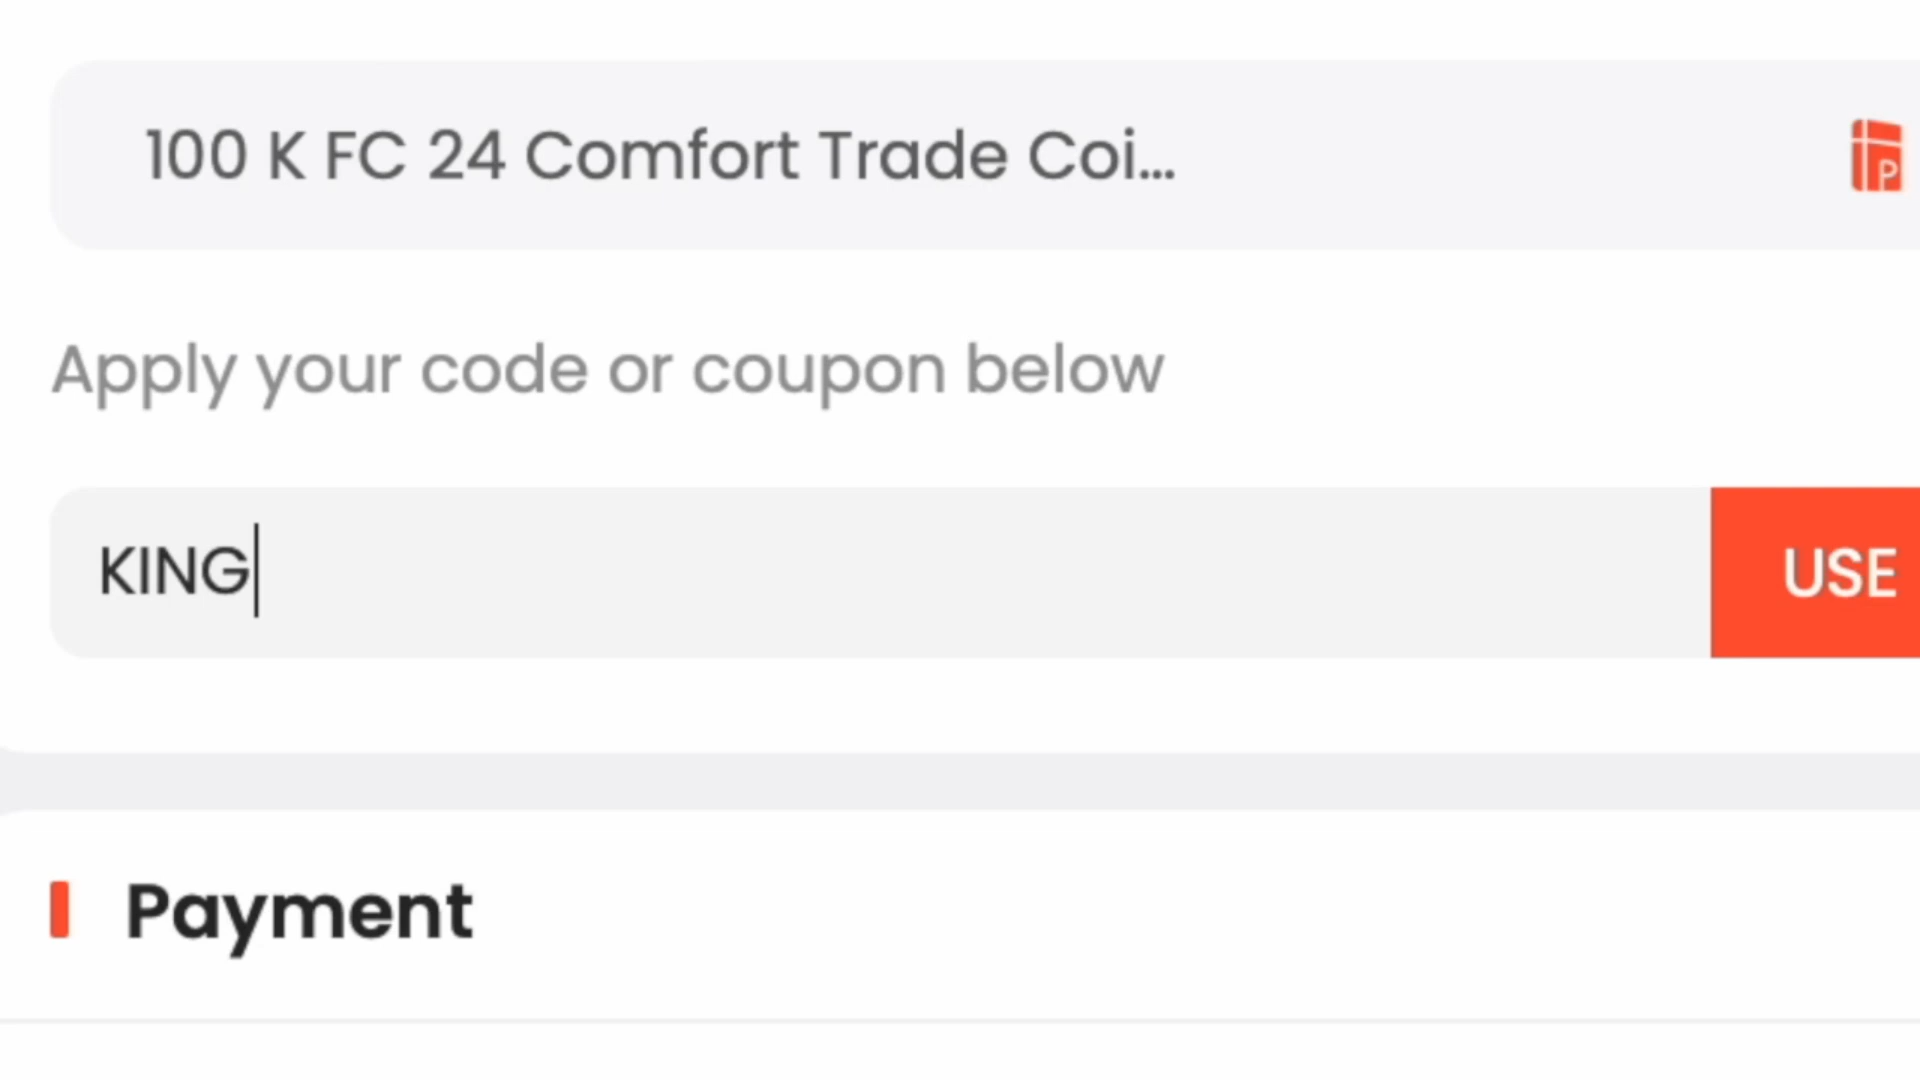 100 K FC 24 Comfort Trade Coi...
P
Apply your code or coupon below
KING
USE
Payment